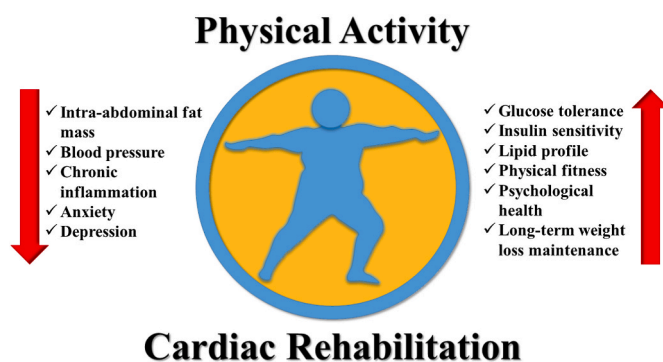 Physical Activity
✓ Intra-abdominal fat
mass
✓ Blood pressure
✓ Chronic
inflammation
✓ Anxiety
✓ Depression
✓ Glucose tolerance
✓ Insulin sensitivity
✓ Lipid profile
✓ Physical fitness
✓ Psychological
health
✓ Long-term weight
loss maintenance
Cardiac Rehabilitation